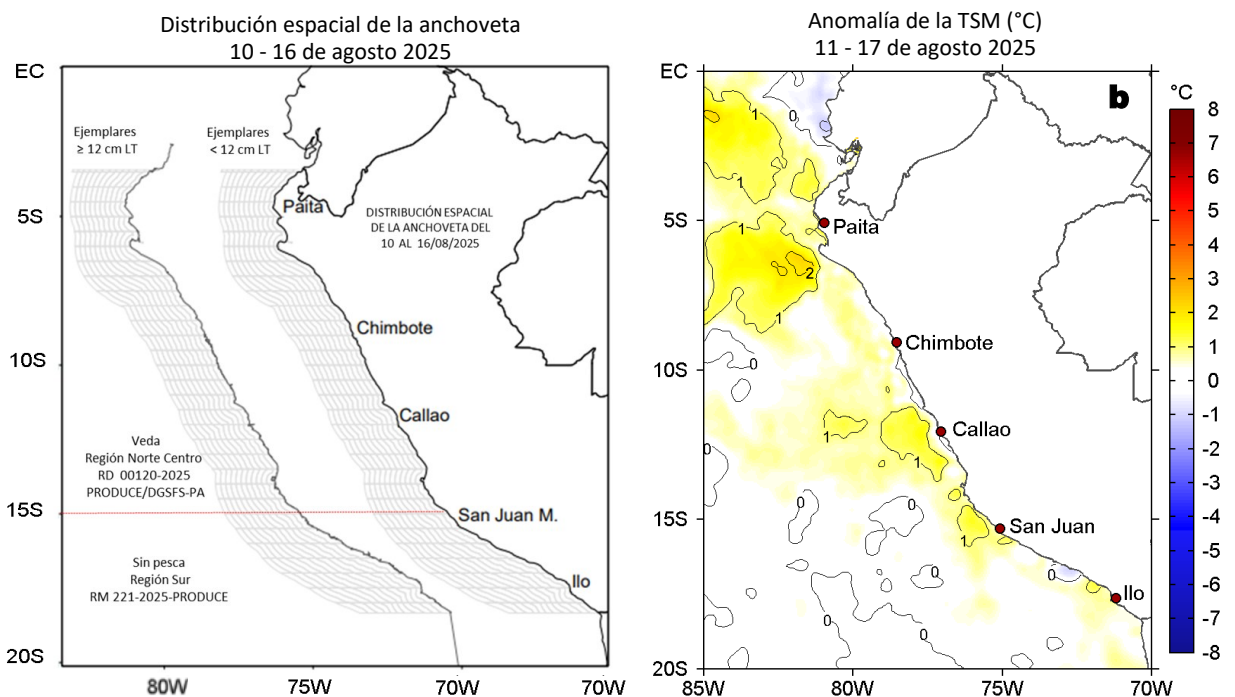 Distribución espacial de la anchoveta
10 - 16 de agosto 2025
EC
5S
10S
15S
20S
80W
75W
70W
70W
Ejemplares
≥ 12 cm LT
Ejemplares
< 12 cm LT
Paita
DISTRIBUCIÓN ESPACIAL
DE LA ANCHOVETA DEL
10 AL 16/08/2025
Chimbote
Callao
Veda
Región Norte Centro
RD 00120-2025
PRODUCE/DGSFS-PA
San Juan M.
Sin pesca
Región Sur
RM 221-2025-PRODUCE
Ilo
Anomalía de la TSM (°C)
11 - 17 de agosto 2025
EC
5S
10S
15S
20S
85W
80W
75W
70W
b
0
1
0
1
1
Paita
2
1
Chimbote
0
1
Callao
1
0
0
0
San Juan
1
0
0
0
Ilo
0
0
°C
8
7
6
5
4
3
2
1
0
-1
-2
-3
-4
-5
-6
-7
-8